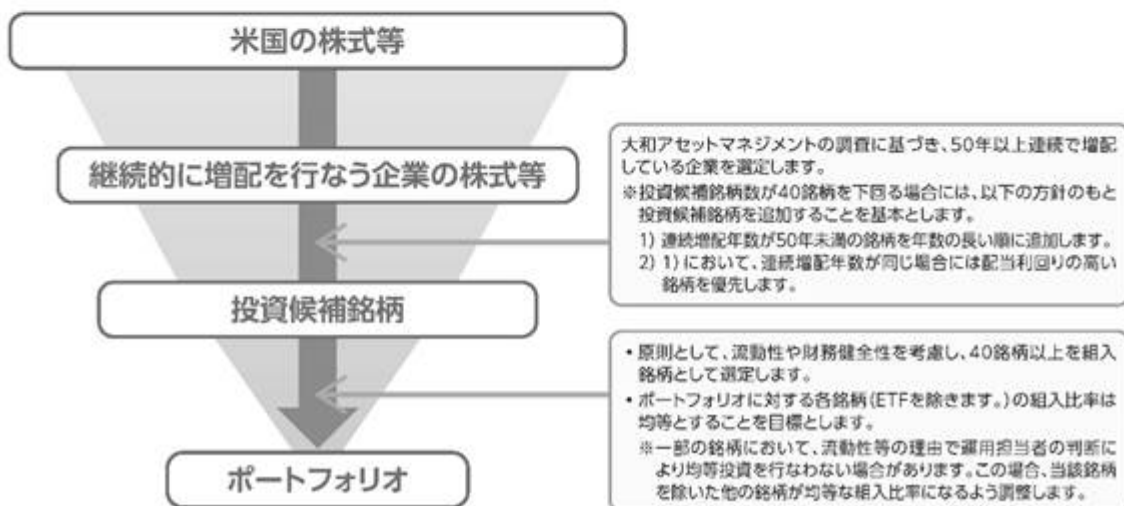 米国の株式等
継続的に増配を行なう企業の株式等
大和アセットマネジメントの調査に基づき、50年以上連続で増配
している企業を選定します。
※投資候補銘柄数が40銘柄を下回る場合には、以下の方針のもと
投資候補銘柄を追加することを基本とします。
1) 連続増配年数が50年未満の銘柄を年数の長い順に追加します。
2) 1)において、連続増配年数が同じ場合には配当利回りの高い
銘柄を優先します。
投資候補銘柄
・原則として、流動性や財務健全性を考慮し、40銘柄以上を組入
銘柄として選定します。
・ポートフォリオに対する各銘柄(ETFを除きます。)の組入比率は
均等とすることを目標とします。
※一部の銘柄において、流動性等の理由で運用担当者の判断に
より均等投資を行なわない場合があります。この場合、当該銘柄
を除いた他の銘柄が均等な組入比率になるよう調整します。
ポートフォリオ